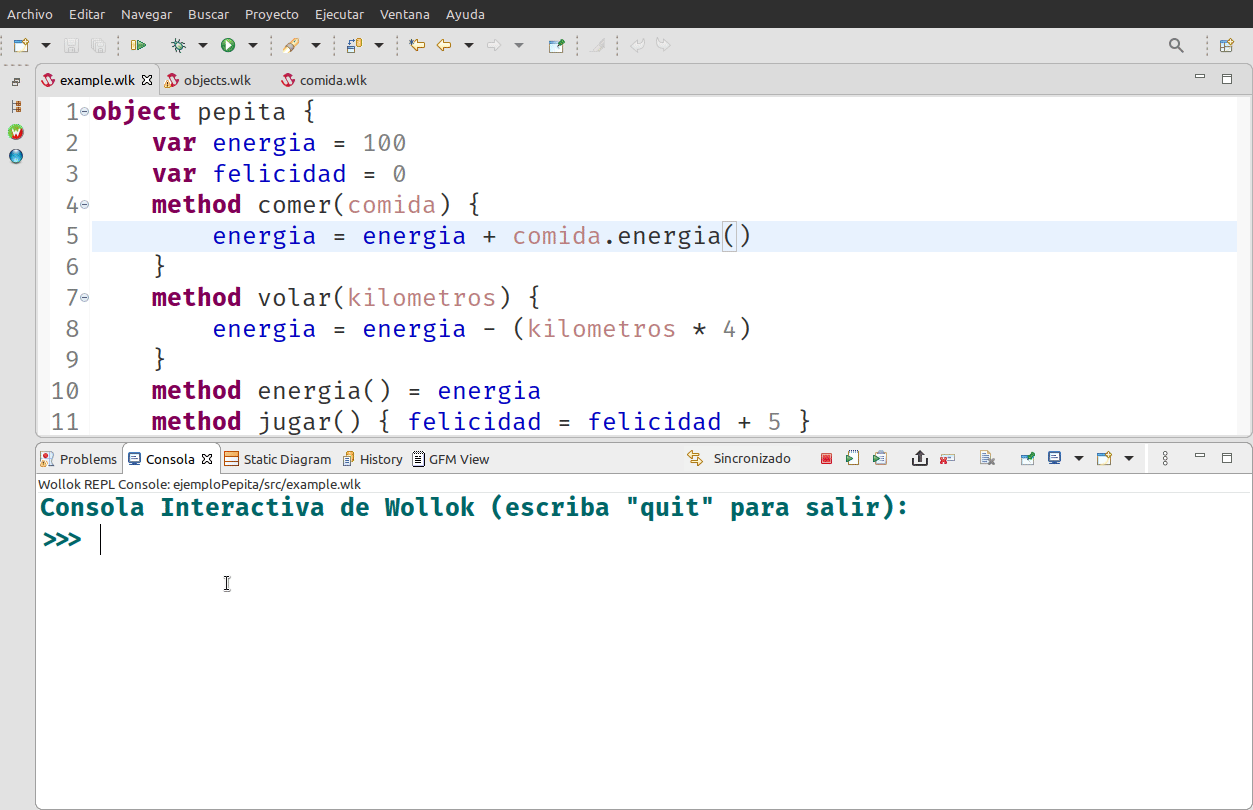 Archivo Editar Navegar Buscar Proyecto Ejecutar Ventana Ayuda
example.wlk objects.wlk comida.wlk
1 object pepita {
2 var energia = 100
3 var felicidad = 0
4 method comer(comida) {
5 energia = energia + comida.energia()
6 }
7 method volar(kilometros) {
8 energia = energia - (kilometros * 4)
9 }
10 method energia() = energia
11 method jugar() { felicidad = felicidad + 5 }
Problems Consola Static Diagram History GFM View Sincronizado
Wollok REPL Console: ejemploPepita/src/example.wlk
Consola Interactiva de Wollok (escriba "quit" para salir):
>>>